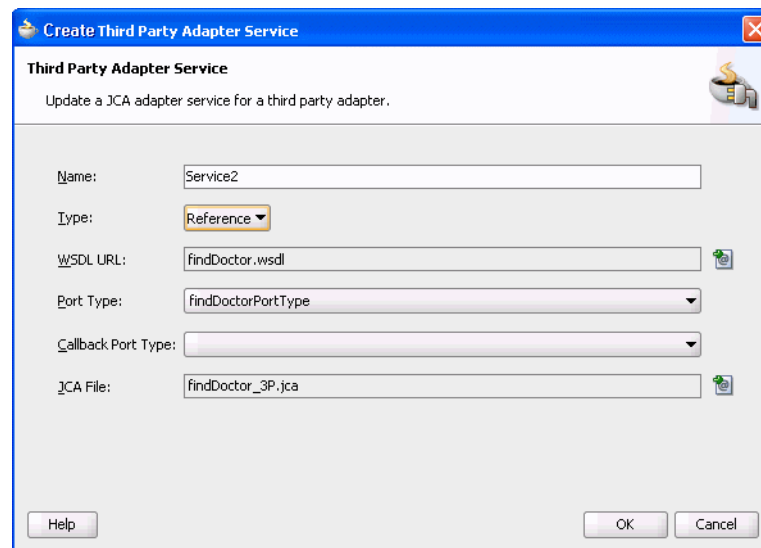 Create Third Party Adapter Service
Third Party Adapter Service
Update a JCA adapter service for a third party adapter.
Name: Service2
Type: Reference
WSDL URL: findDoctor.wsdl
Port Type: findDoctorPortType
Callback Port Type:
JCA File: findDoctor_3P.jca
Help OK Cancel